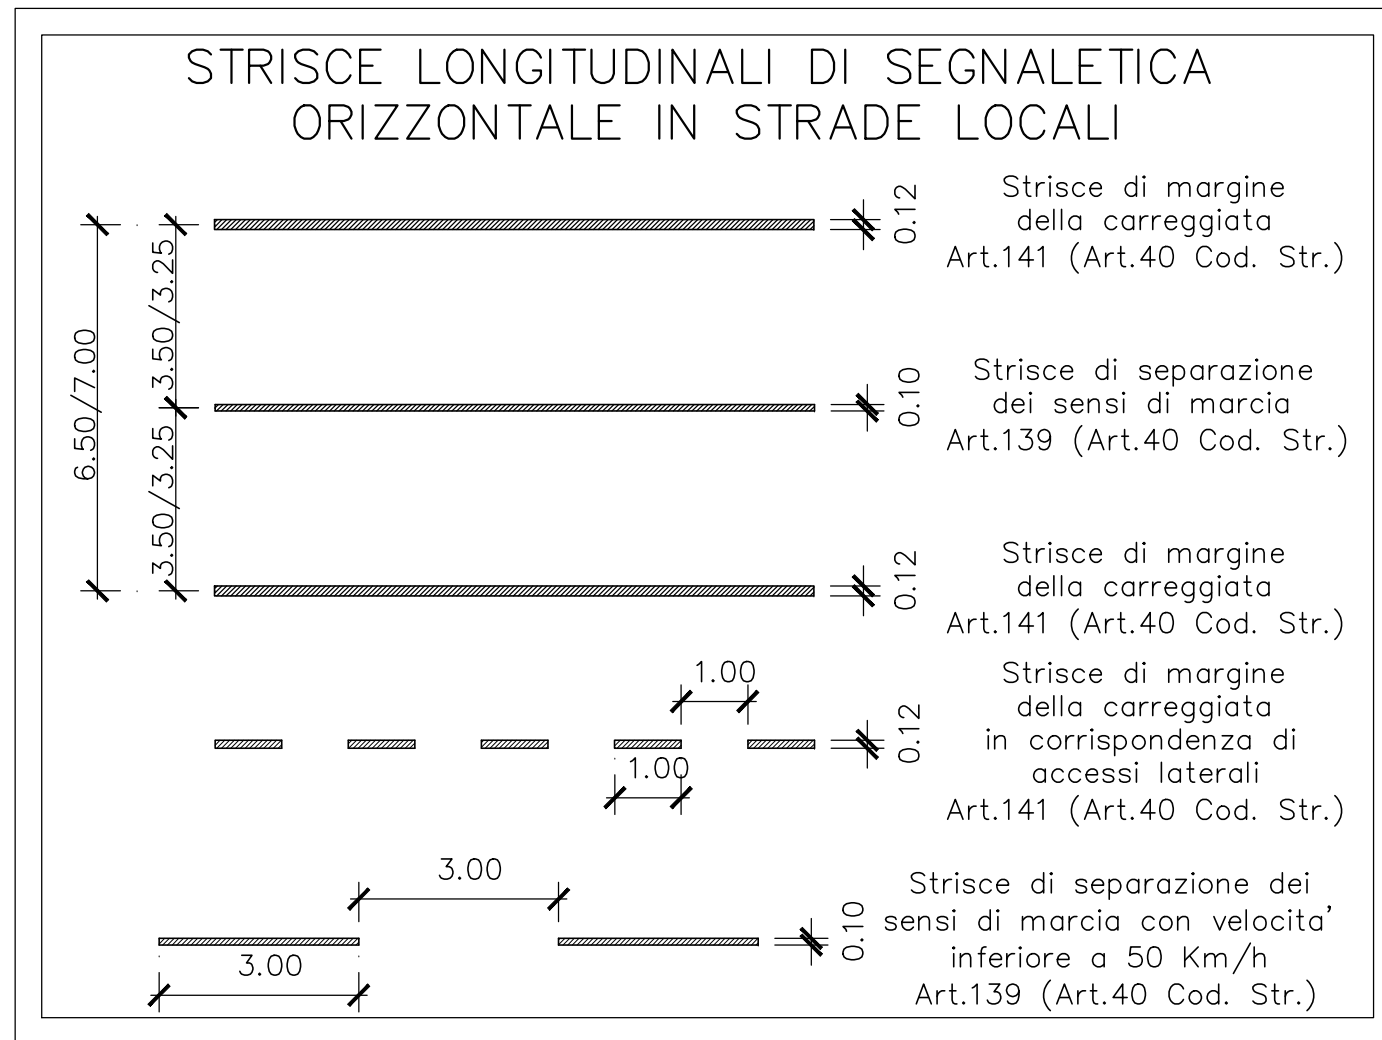 STRISCE LONGITUDINALI DI SEGNALETICA
ORIZZONTALE IN STRADE LOCALI
6.50/7.00
3.50/3.25
3.50/3.25
0.12
Strisce di margine
della carreggiata
Art.141 (Art.40 Cod. Str.)
0.10
Strisce di separazione
dei sensi di marcia
Art.139 (Art.40 Cod. Str.)
0.12
Strisce di margine
della carreggiata
Art.141 (Art.40 Cod. Str.)
1.00
1.00
0.12
Strisce di margine
della carreggiata
in corrispondenza di
accessi laterali
Art.141 (Art.40 Cod. Str.)
3.00
3.00
0.10
Strisce di separazione dei
sensi di marcia con velocita'
inferiore a 50 Km/h
Art.139 (Art.40 Cod. Str.)